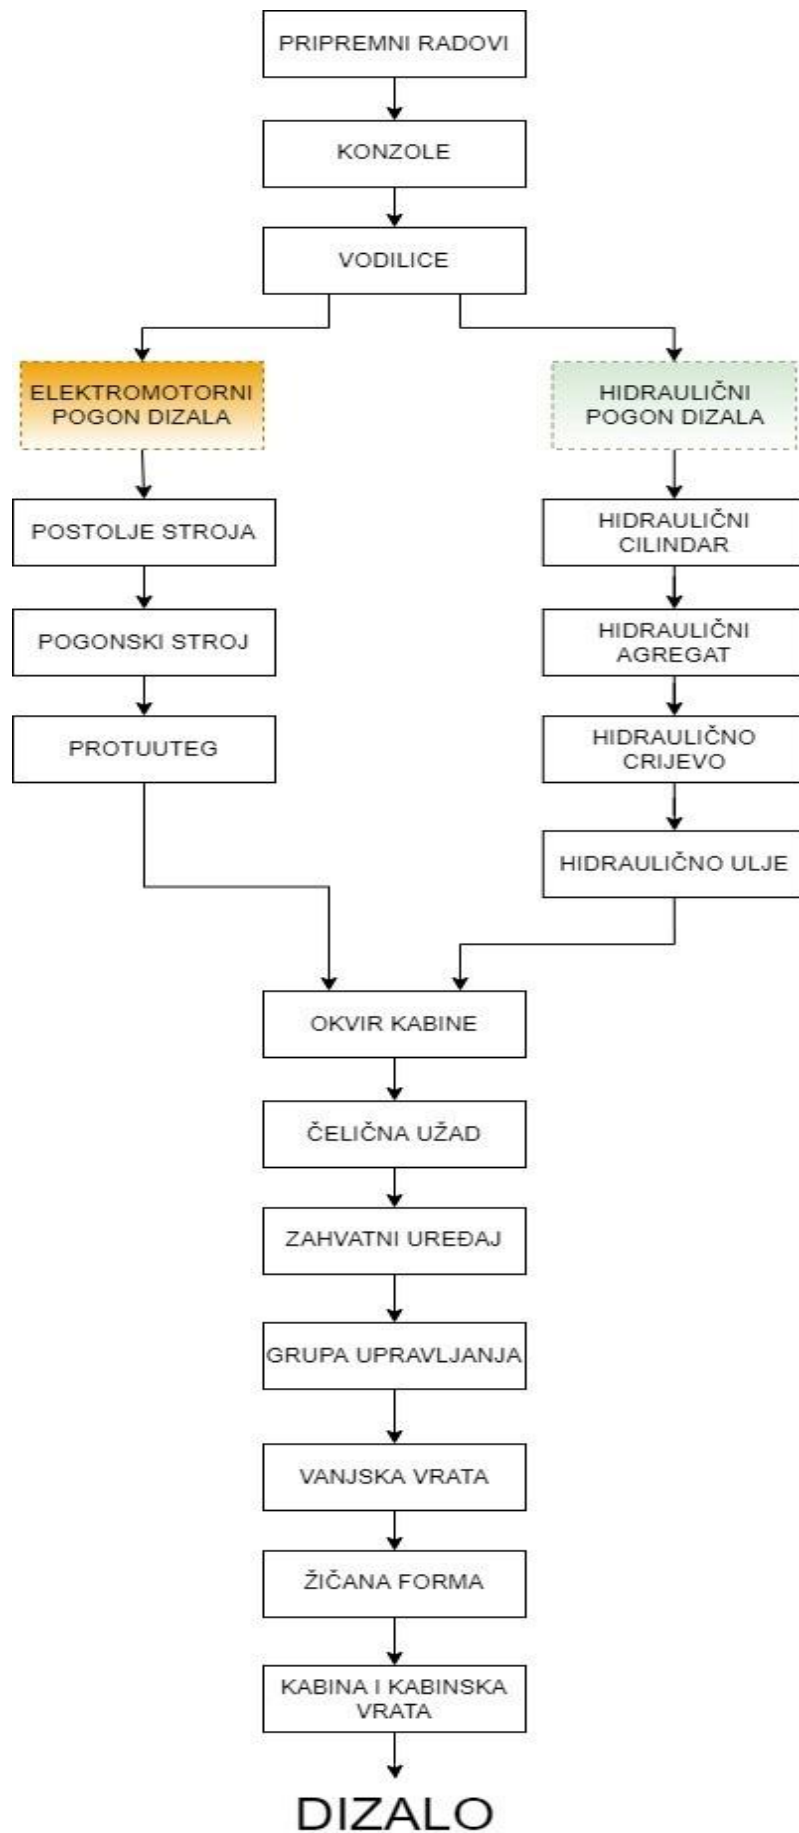 PRIPREMNI RADOVI
KONZOLE
VODILICE
ELEKTROMOTORNI
POGON DIZALA
POSTOLJE STROJA
POGONSKI STROJ
PROTUUTEG
HIDRAULIČNI
POGON DIZALA
HIDRAULIČNI
CILINDAR
HIDRAULIČNI
AGREGAT
HIDRAULIČNO
CRIJEVO
HIDRAULIČNO ULJE
OKVIR KABINE
ČELIČNA UŽAD
ZAHVATNI UREĐAJ
GRUPA UPRAVLJANJA
VANJSKA VRATA
ŽIČANA FORMA
KABINA I KABINSKA
VRATA
DIZALO